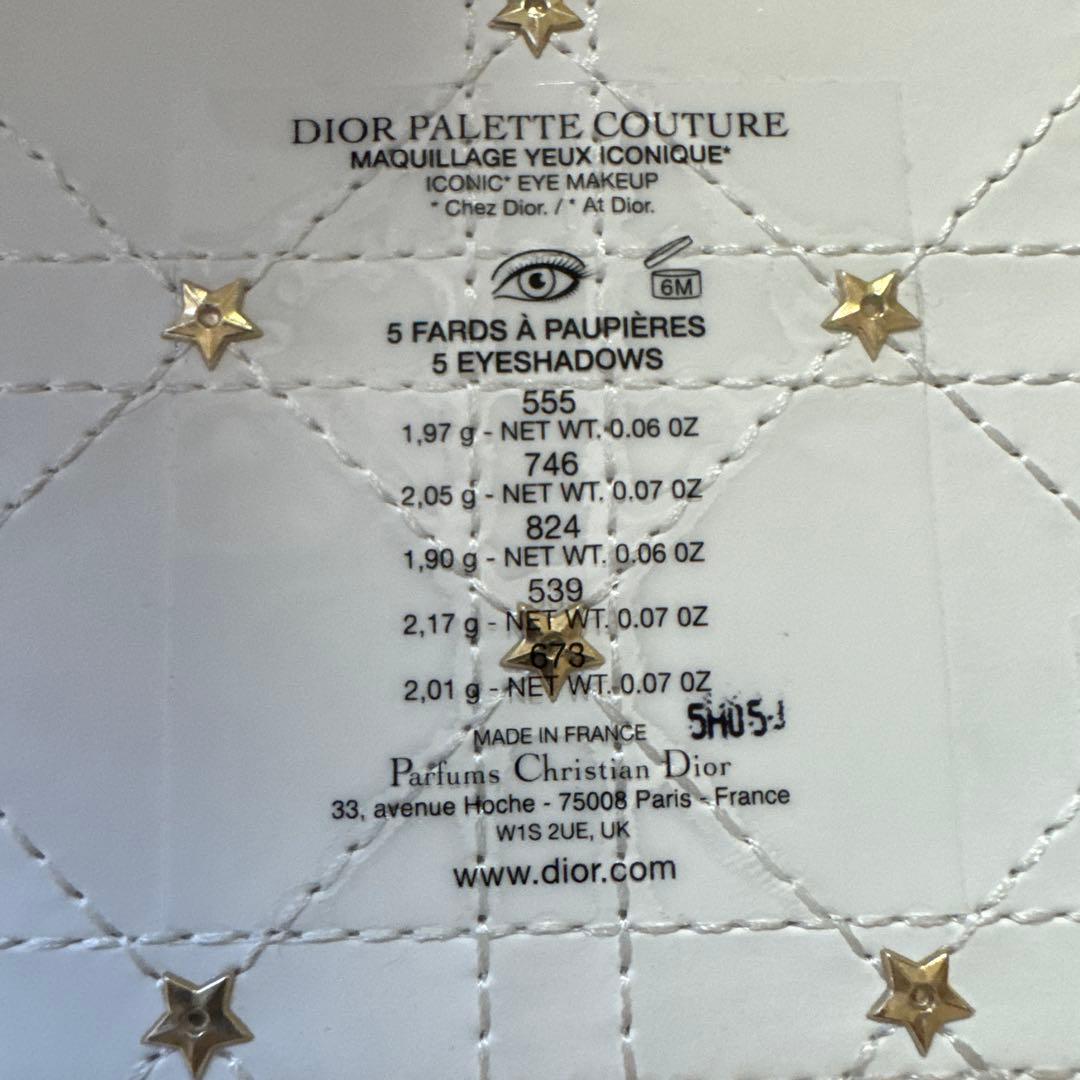 DIOR PALETTE COUTURE
MAQUILLAGE YEUX ICONIQUE*
ICONIC* EYE MAKEUP
* Chez Dior. / * At Dior.
6M
5 FARDS À PAUPIÈRES
5 EYESHADOWS
555
1,97 g - NET WT. 0.06 OZ
746
2,05 g - NET WT. 0.07 OZ
824
1,90 g - NET WT. 0.06 OZ
539
2,17 g - NET WT. 0.07 OZ
673
2,01 g - NET WT. 0.07 OZ
5H05J
MADE IN FRANCE
Parfums Christian Dior
33, avenue Hoche - 75008 Paris - France
W1S 2UE, UK
www.dior.com